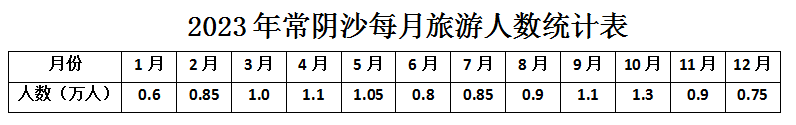 2023年常阴沙每月旅游人数统计表
月份 1月 2月 3月 4月 5月 6月 7月 8月 9月 10月 11月 12月
人数（万人） 0.6 0.85 1.0 1.1 1.05 0.8 0.85 0.9 1.1 1.3 0.9 0.75